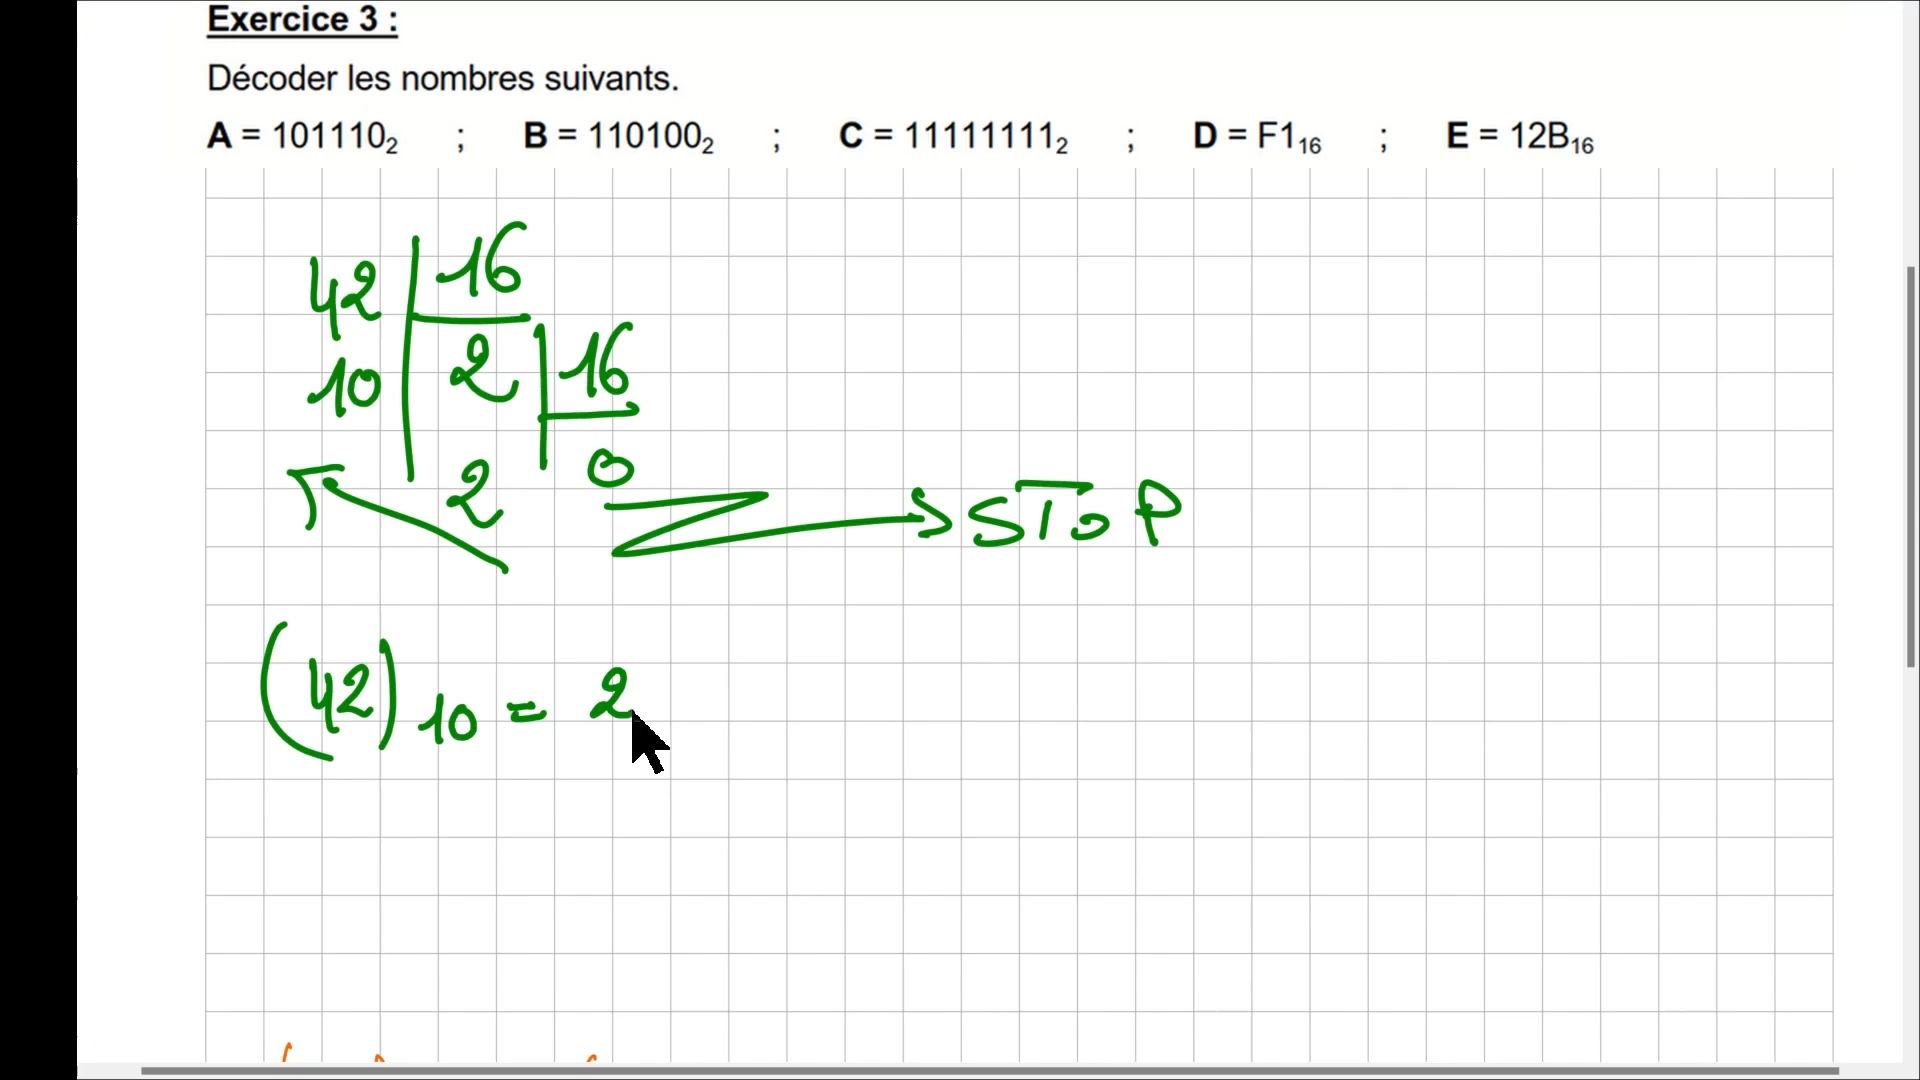 Exercice 3 :
Décoder les nombres suivants.
A = 101110₂ ; B = 110100₂ ; C = 11111111₂ ; D = F1₁₆ ; E = 12B₁₆
42 16
10 2 16
2 0
STOP
(42)10 = 2